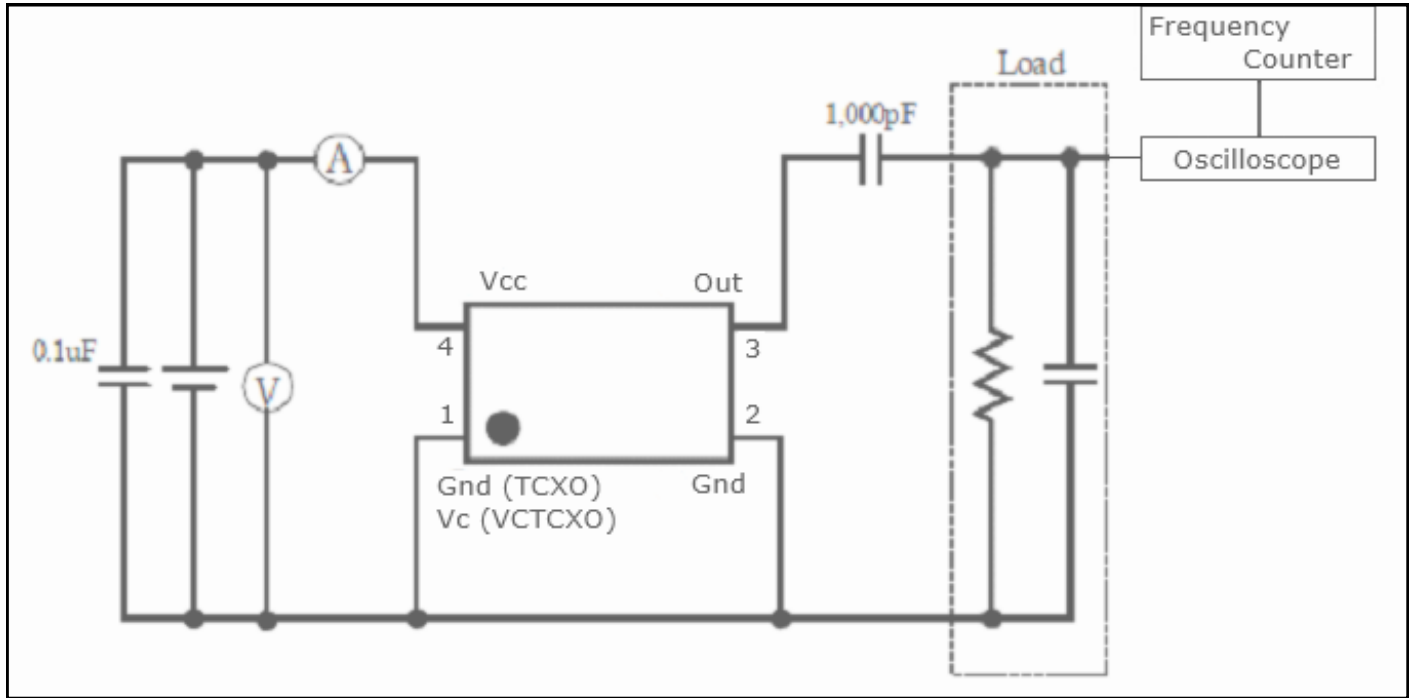 Frequency
Counter
Load
1,000pF
A
Oscilloscope
Vcc
Out
0.1uF
4
3
V
1
2
Gnd (TCXO)
Gnd
Vc (VCTCXO)